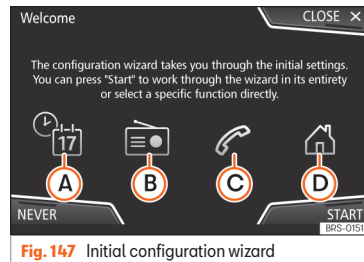 Welcome
CLOSE ×
The configuration wizard takes you through the initial settings.
You can press "Start" to work through the wizard in its entirety
or select a specific function directly.
17
A B C D
NEVER
START
BRS-0151
Fig. 147 Initial configuration wizard